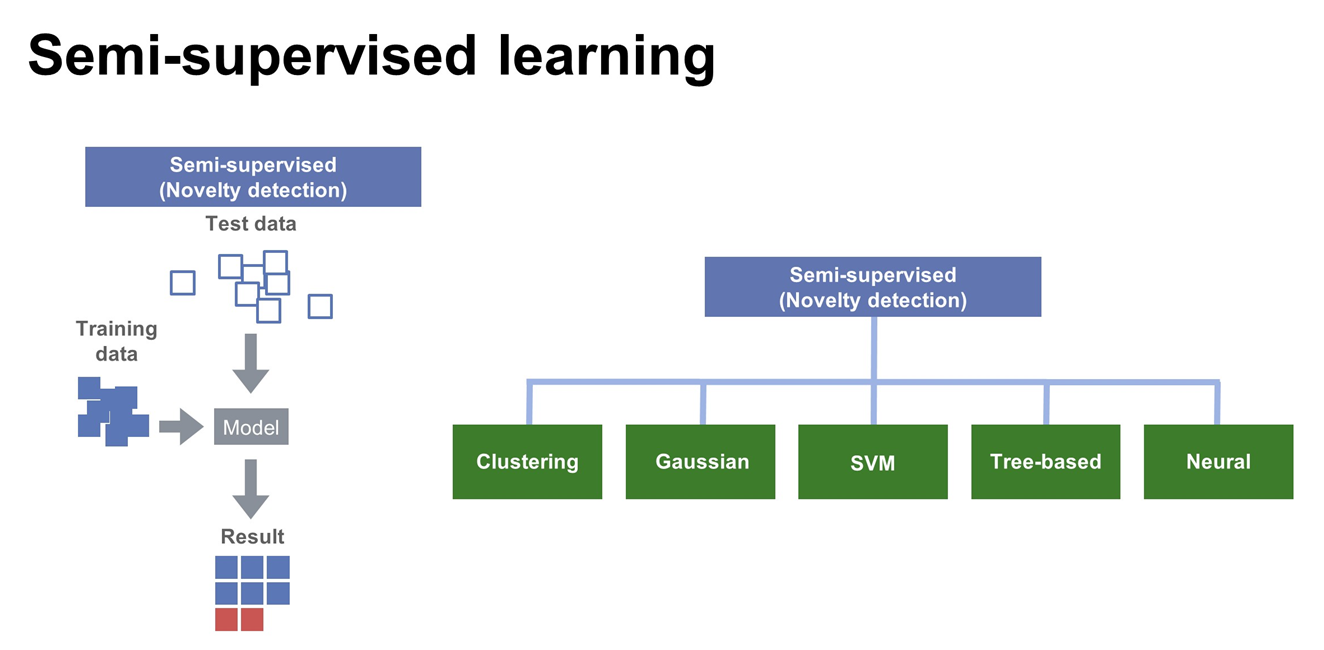 Semi-supervised learning
Semi-supervised
(Novelty detection)
Test data
Training
data
Model
Result
Semi-supervised
(Novelty detection)
Clustering
Gaussian
SVM
Tree-based
Neural